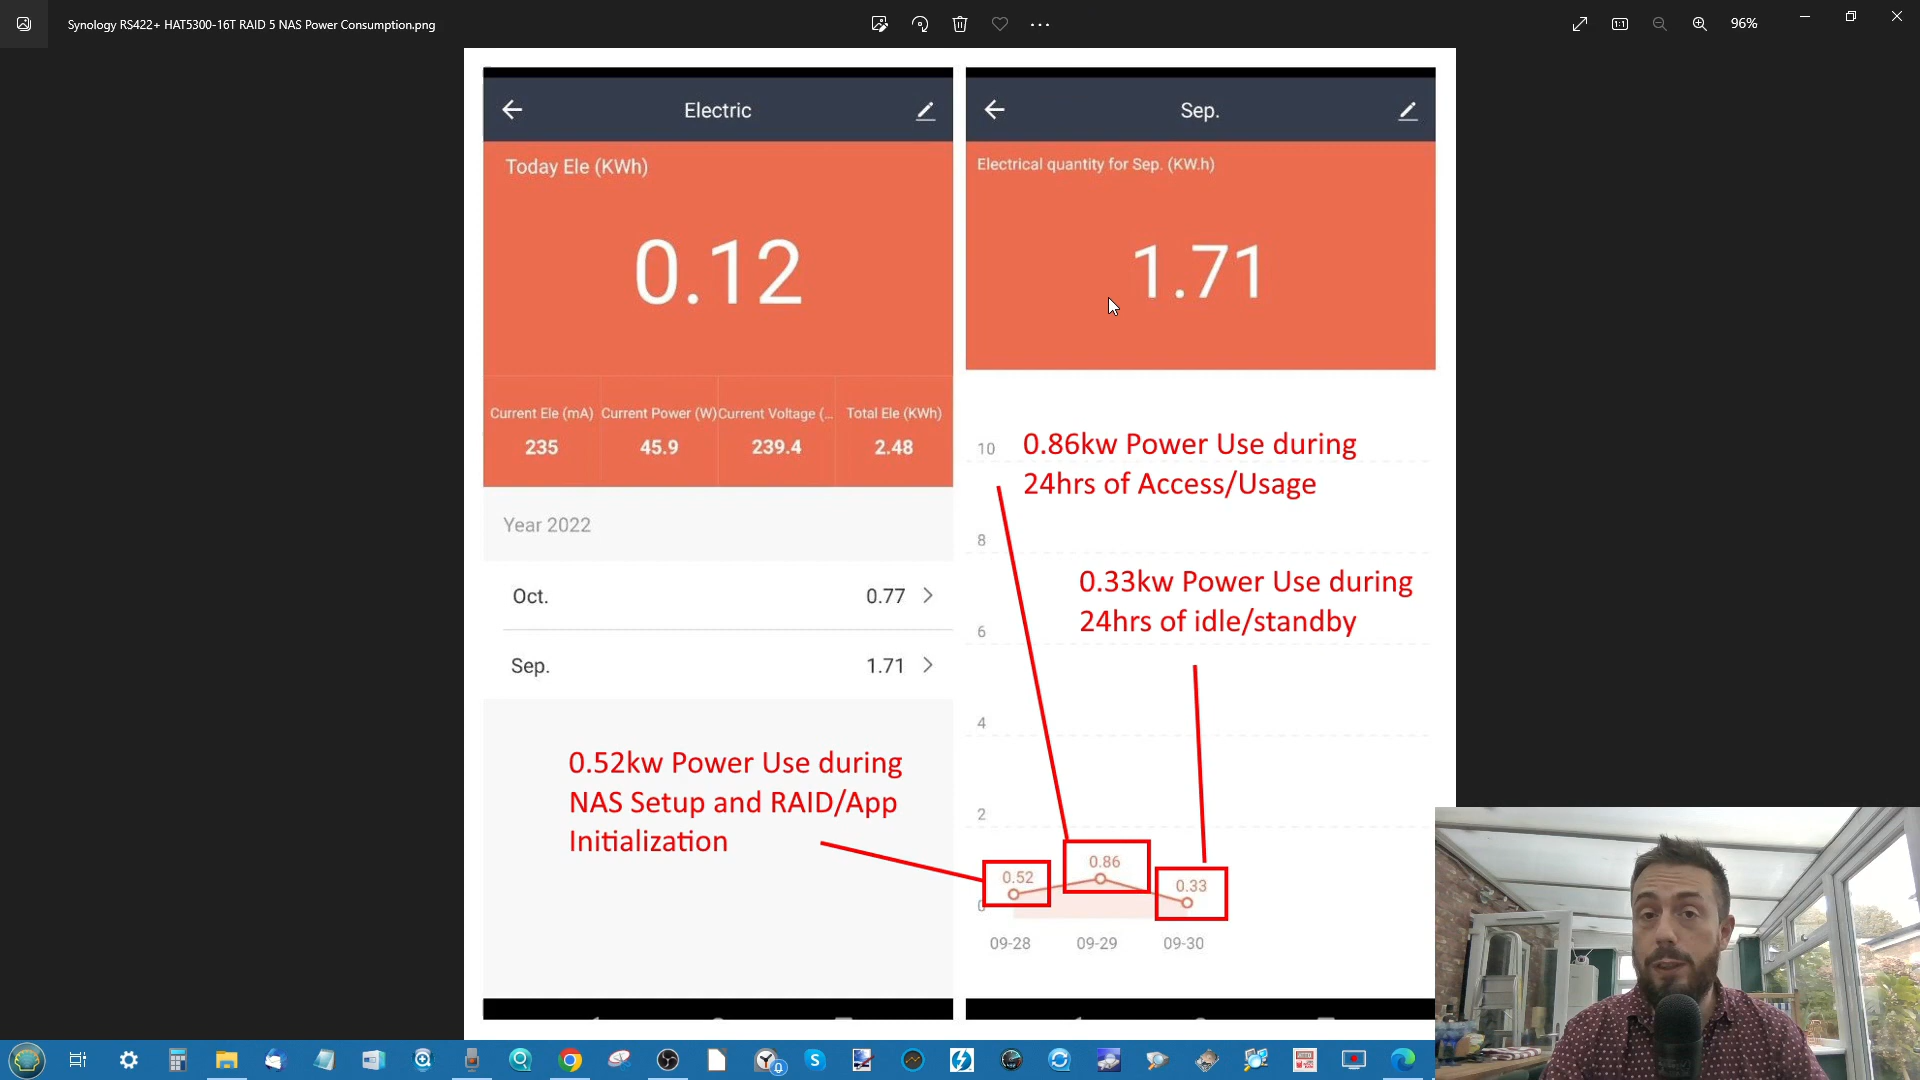 Synology RS422+ HAT5300-16T RAID 5 NAS Power Consumption.png
96%
Electric
Today Ele (KWh)
0.12
Current Ele (mA) Current Power (W) Current Voltage (... Total Ele (KWh)
235 45.9 239.4 2.48
Year 2022
Oct. 0.77
Sep. 1.71
0.52kw Power Use during
NAS Setup and RAID/App
Initialization
Sep.
Electrical quantity for Sep. (KW.h)
1.71
10
0.86kw Power Use during
24hrs of Access/Usage
8
0.33kw Power Use during
24hrs of idle/standby
6
4
2
0.52 0.86 0.33
0
09-28 09-29 09-30